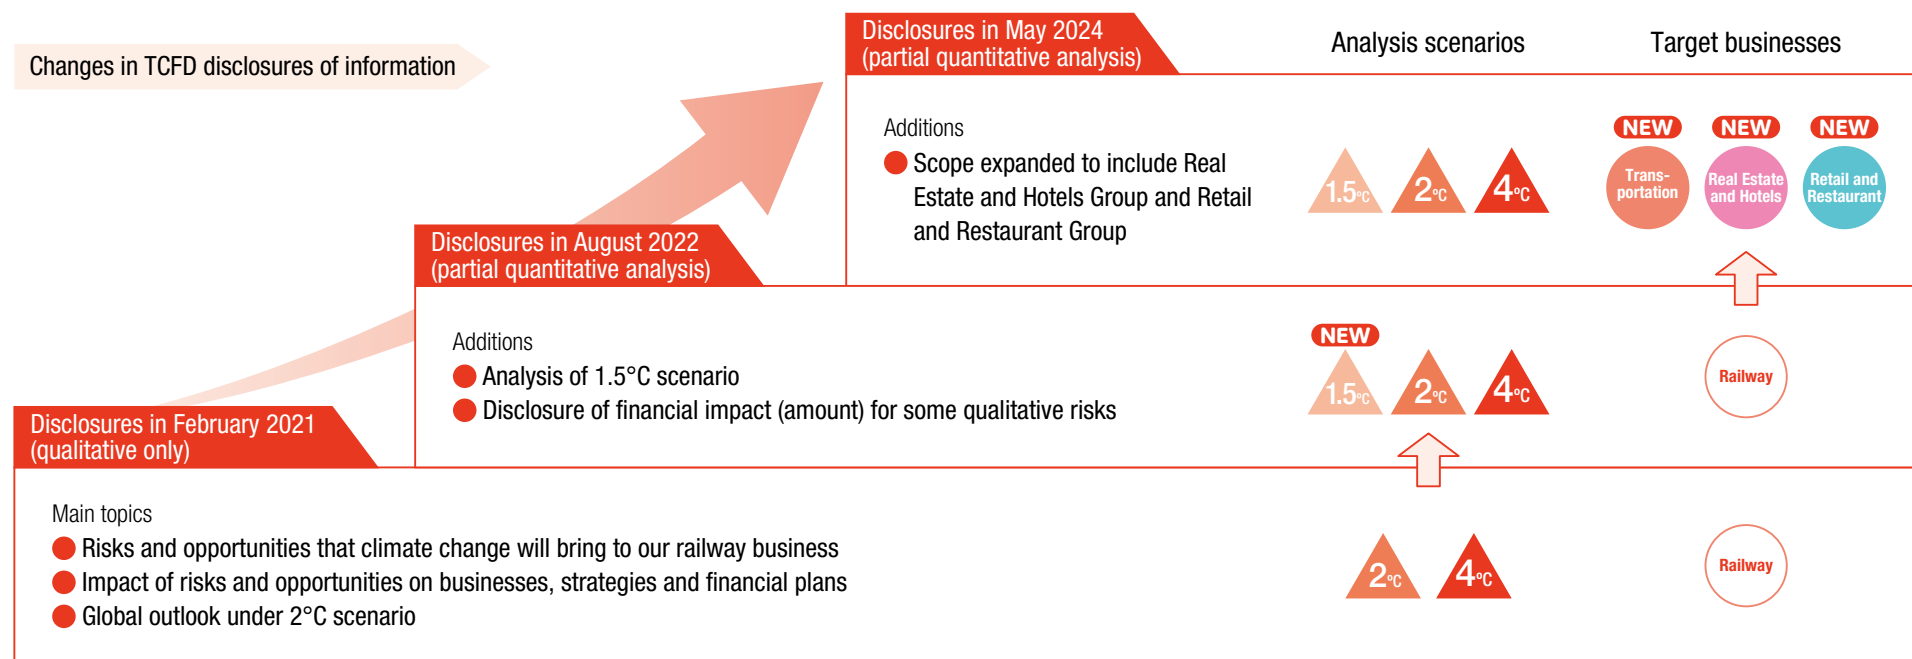 Changes in TCFD disclosures of information
Disclosures in May 2024
(partial quantitative analysis)
Analysis scenarios
Target businesses
Additions
Scope expanded to include Real
Estate and Hotels Group and Retail
and Restaurant Group
1.5°C
2°C
4°C
NEW
NEW
NEW
Trans-
portation
Real Estate
and Hotels
Retail and
Restaurant
Disclosures in August 2022
(partial quantitative analysis)
Additions
Analysis of 1.5°C scenario
Disclosure of financial impact (amount) for some qualitative risks
NEW
1.5°C
2°C
4°C
Railway
Disclosures in February 2021
(qualitative only)
Main topics
Risks and opportunities that climate change will bring to our railway business
Impact of risks and opportunities on businesses, strategies and financial plans
Global outlook under 2°C scenario
2°C
4°C
Railway